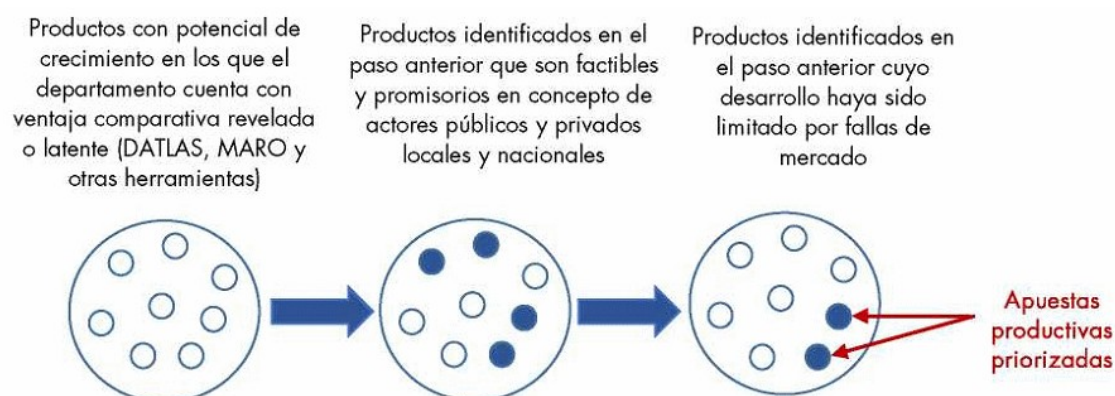 Productos con potencial de
crecimiento en los que el
departamento cuenta con
ventaja comparativa revelada
o latente (DATLAS, MARO y
otras herramientas)
Productos identificados en el
paso anterior que son factibles
y promisorios en concepto de
actores públicos y privados
locales y nacionales
Productos identificados en
el paso anterior cuyo
desarrollo haya sido
limitado por fallas de
mercado
Apuestas
productivas
priorizadas